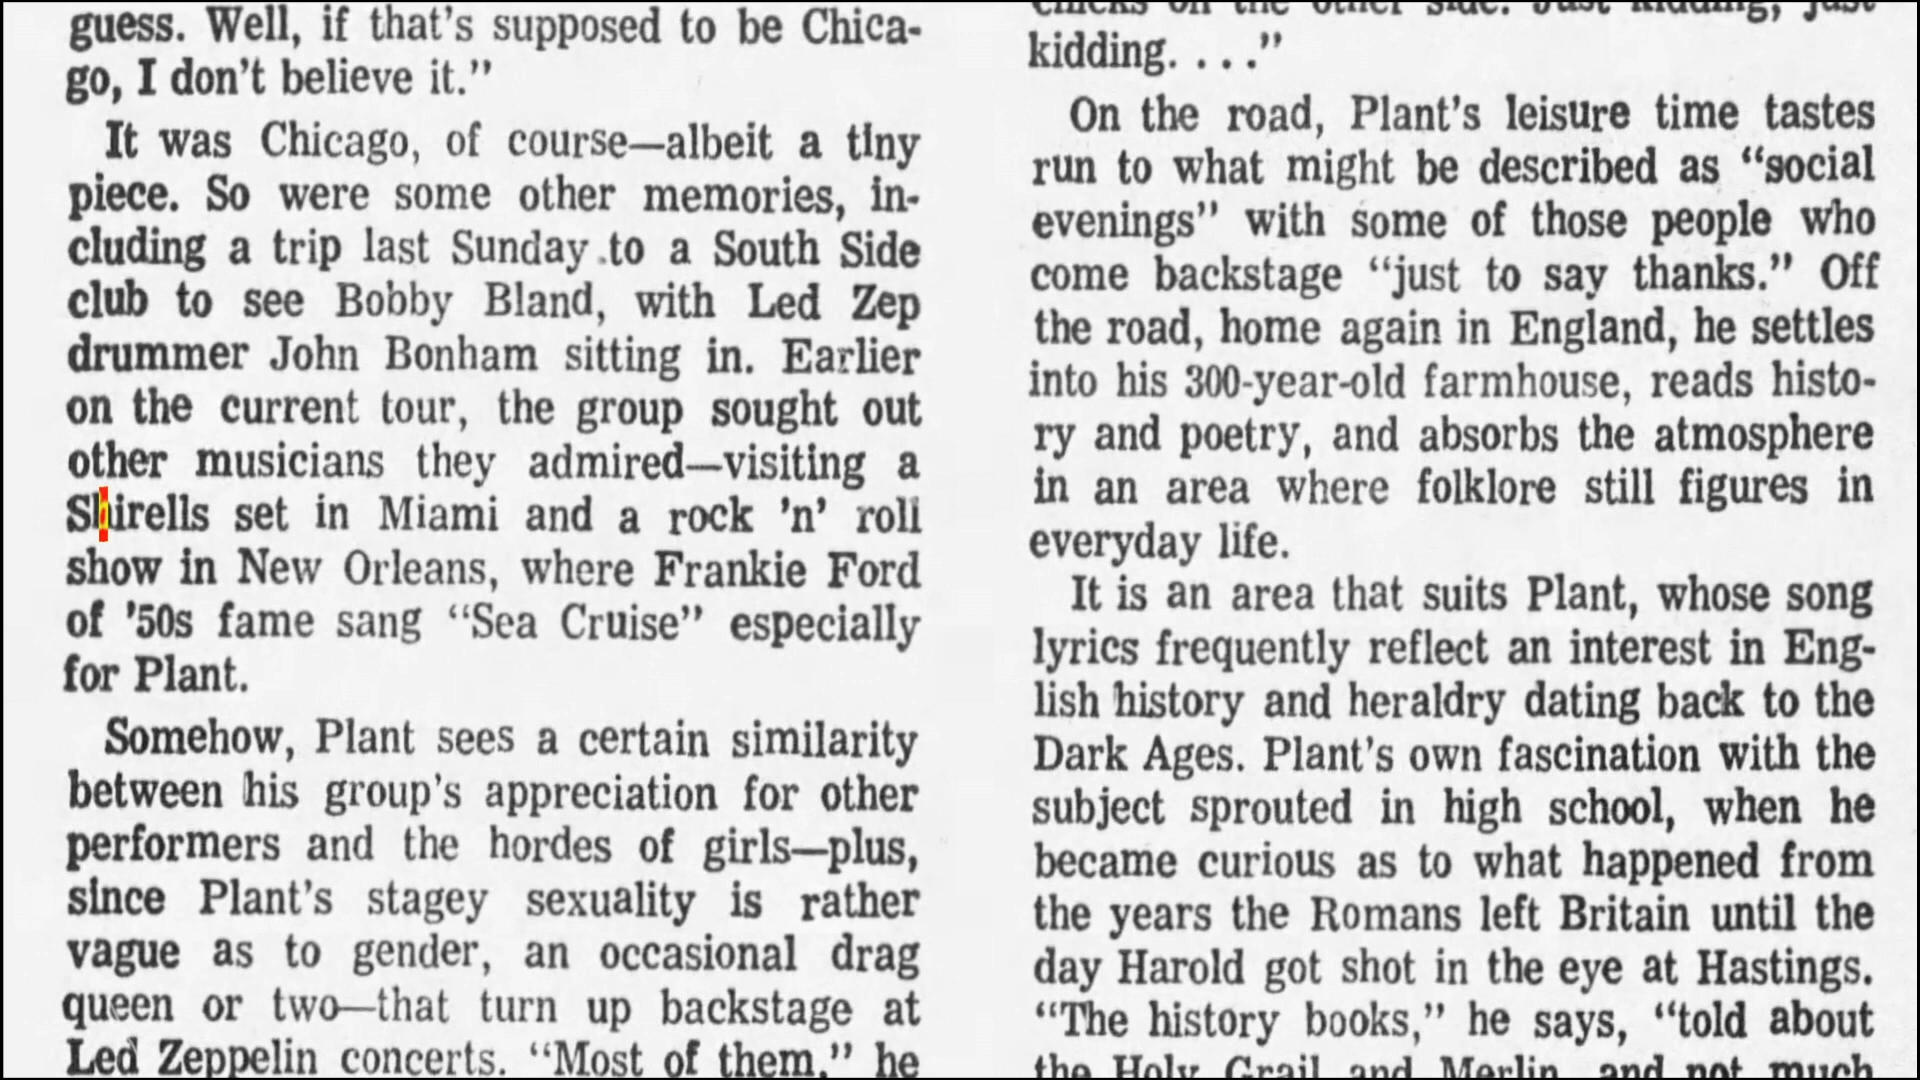 guess. Well, if that's supposed to be Chica-
go, I don't believe it.”
It was Chicago, of course—albeit a tiny
piece. So were some other memories, in-
cluding a trip last Sunday to a South Side
club to see Bobby Bland, with Led Zep
drummer John Bonham sitting in. Earlier
on the current tour, the group sought out
other musicians they admired—visiting a
Shirells set in Miami and a rock 'n' roll
show in New Orleans, where Frankie Ford
of '50s fame sang “Sea Cruise” especially
for Plant.
Somehow, Plant sees a certain similarity
between his group's appreciation for other
performers and the hordes of girls—plus,
since Plant's stagey sexuality is rather
vague as to gender, an occasional drag
queen or two—that turn up backstage at
Led Zeppelin concerts. “Most of them,” he
chicks on the other side. Just kidding, just
kidding. . . .”
On the road, Plant's leisure time tastes
run to what might be described as “social
evenings” with some of those people who
come backstage “just to say thanks.” Off
the road, home again in England, he settles
into his 300-year-old farmhouse, reads histo-
ry and poetry, and absorbs the atmosphere
in an area where folklore still figures in
everyday life.
It is an area that suits Plant, whose song
lyrics frequently reflect an interest in Eng-
lish history and heraldry dating back to the
Dark Ages. Plant's own fascination with the
subject sprouted in high school, when he
became curious as to what happened from
the years the Romans left Britain until the
day Harold got shot in the eye at Hastings.
“The history books,” he says, “told about
the Holy Grail and Merlin, and not much